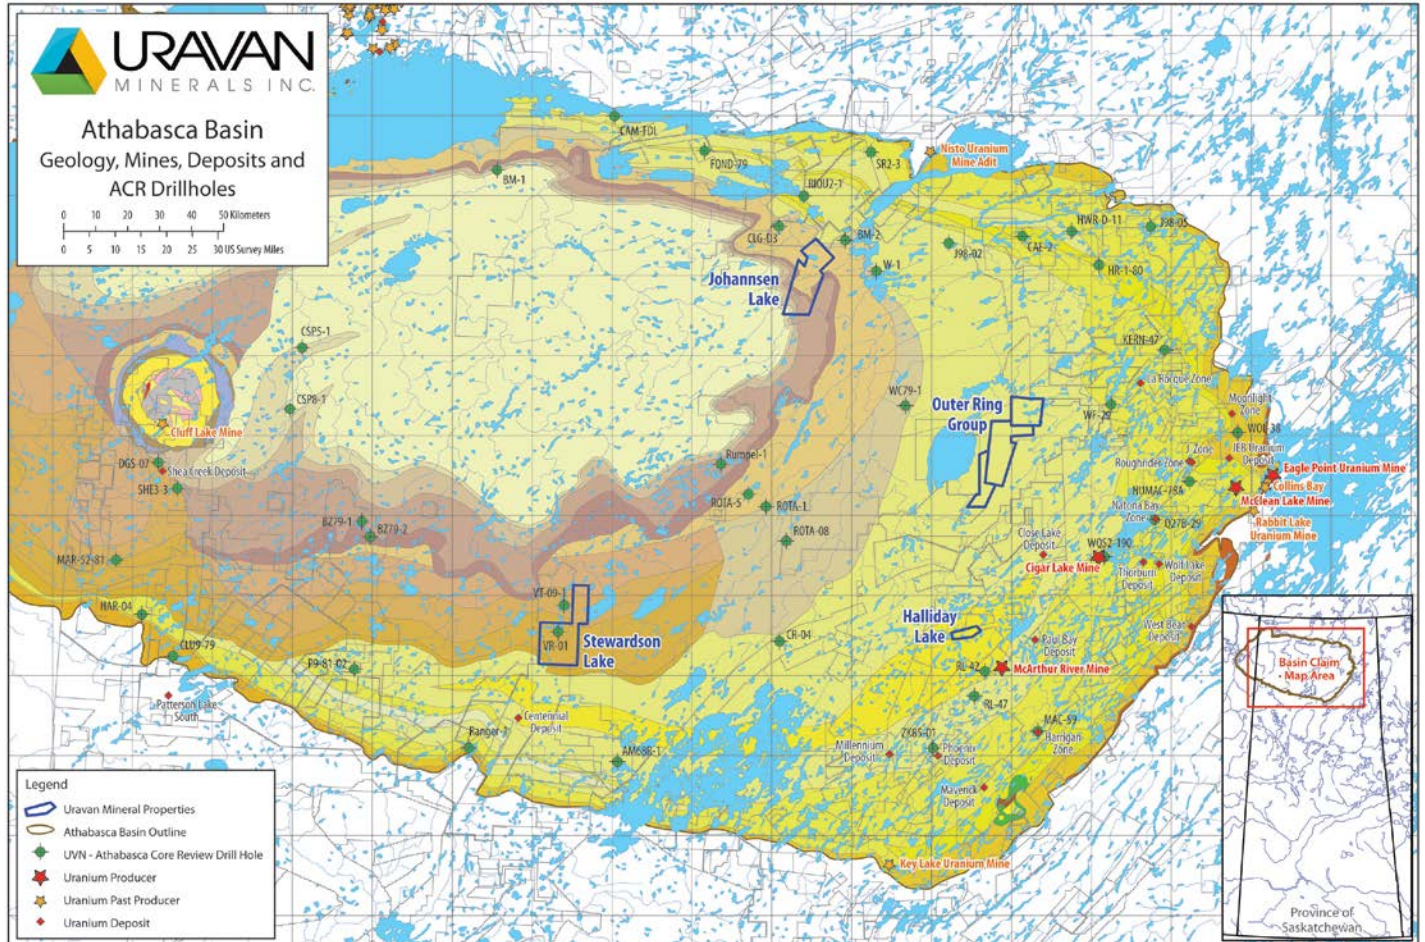 URAVAN
MINERALS INC.
Athabasca Basin
Geology, Mines, Deposits and
ACR Drillholes
0 10 20 30 40 50 Kilometers
0 5 10 15 20 25 30 US Survey Miles
CAM-TDL
FOND-79
SR2-3
Nisto Uranium
Mine Adit
BM-1
RIOU2-1
CLG-D3
BM-2
HWR-D-11
J98-05
CAE-2
J98-02
W-1
HR-1-80
Johannsen
Lake
CSP5-1
KERN-47
La Rocque Zone
CSP8-1
WC79-1
Outer Ring
Group
WF-29
Moonlight
Zone
WOL-38
Cluff Lake Mine
DGS-07
Shea Creek Deposit
SHE3-3
Rumpel-1
J Zone
JEB Uranium
Deposit
Roughrider Zone
Eagle Point Uranium Mine
Collins Bay
NUMAC-78A
McClean Lake Mine
ROTA-5
ROTA-1
Natona Bay
Zone
Q27B-29
Rabbit Lake
Uranium Mine
BZ79-1
BZ79-2
ROTA-08
Close Lake
Deposit
WQS2-190
Cigar Lake Mine
Thorburn
Deposit
Wolf Lake
Deposit
MAR-52-81
HAR-04
VT-09-1
VR-01
Stewardson
Lake
Halliday
Lake
West Bear
Deposit
CR-04
Paul Bay
Deposit
CLU9-79
P9-81-02
RL-42
McArthur River Mine
Patterson Lake
South
RL-47
Centennial
Deposit
MAC-59
Harrigan
Zone
Ranger-1
AM68B-1
ZK85-01
Millennium
Deposit
Phoenix
Deposit
Maverick
Deposit
Key Lake Uranium Mine
Legend
Uravan Mineral Properties
Athabasca Basin Outline
UVN - Athabasca Core Review Drill Hole
Uranium Producer
Uranium Past Producer
Uranium Deposit
Basin Claim
Map Area
Province of
Saskatchewan